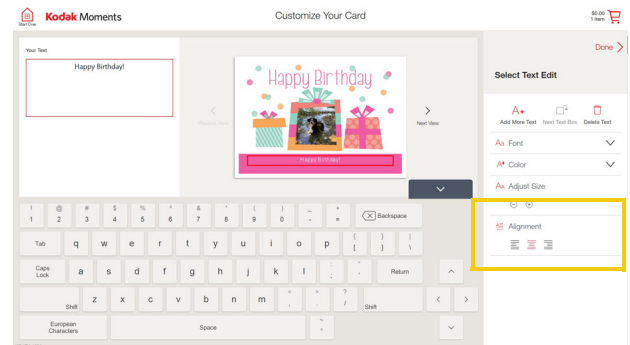 Start Over
Kodak Moments
Customize Your Card
$0.00
1 item
Done
Your Text
Happy Birthday!
Happy Birthday
Happy Birthday!
Previous View
Next View
Select Text Edit
A+
Add More Text
Next Text Box
Delete Text
Aa Font
A Color
Aa Adjust Size
Alignment
! @ # $ % ^ & * ( ) _ +
1 2 3 4 5 6 7 8 9 0 - = Backspace
Tab q w e r t y u i o p { [ } ] | \
Caps Lock a s d f g h j k l : ; " ' Return
Shift z x c v b n m < , > . ? / Shift
European Characters Space